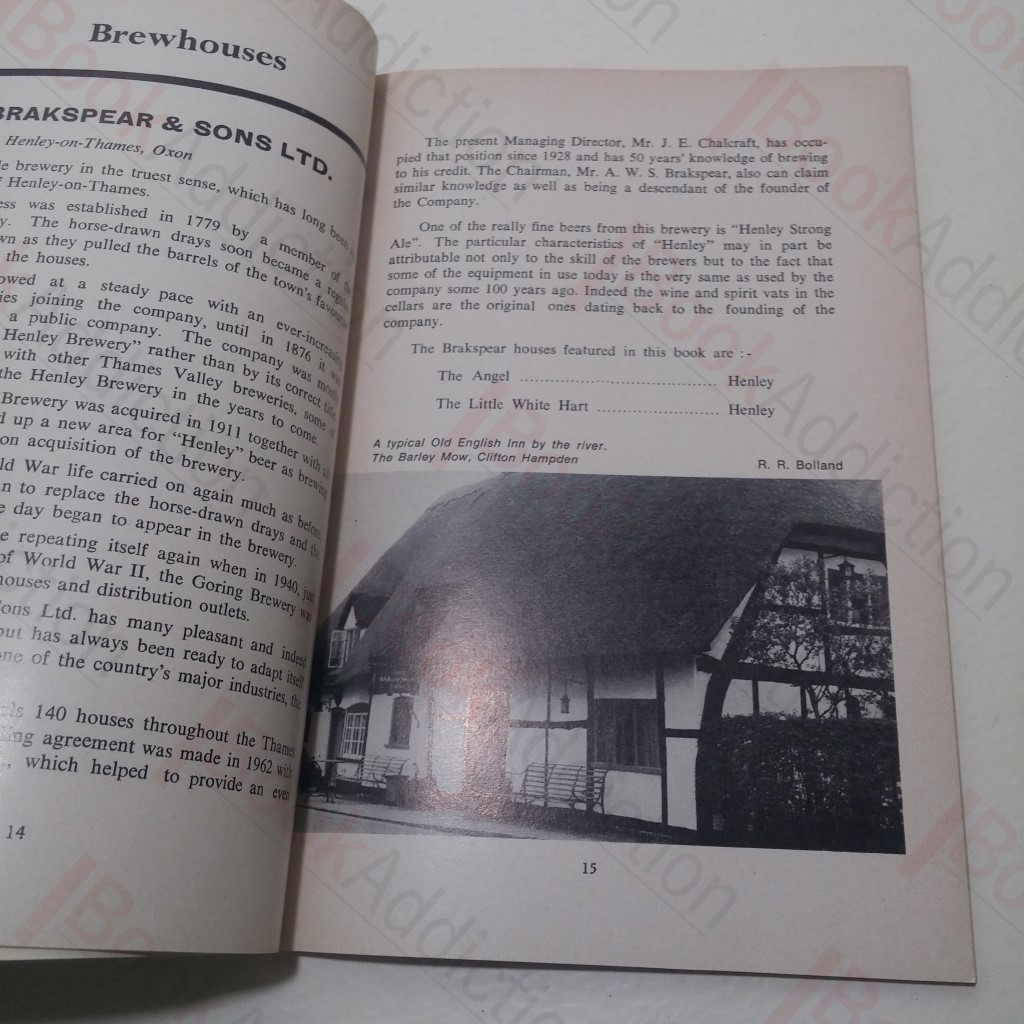 Brewhouses
BRAKSPEAR & SONS LTD.
Henley-on-Thames, Oxon
brewery in the truest sense, which has long been
Henley-on-Thames.
was established in 1779 by a member of
The horse-drawn drays soon became a
as they pulled the barrels of the town's
the houses.
at a steady pace with an
joining the company, until in 1876 it was
a public company. The company was mostly
Henley Brewery" rather than by its correct title
with other Thames Valley breweries, some of
the Henley Brewery in the years to come.
Brewery was acquired in 1911 together with
up a new area for "Henley" beer as brewing
on acquisition of the brewery.
War life carried on again much as before,
to replace the horse-drawn drays and the
day began to appear in the brewery.
repeating itself again when in 1940, just
of World War II, the Goring Brewery was
houses and distribution outlets.
Sons Ltd. has many pleasant and indeed
but has always been ready to adapt itself
one of the country's major industries, the
140 houses throughout the Thames
agreement was made in 1962 with
which helped to provide an even
14
The present Managing Director, Mr. J. E. Chalcraft, has occu-
pied that position since 1928 and has 50 years' knowledge of brewing
to his credit. The Chairman, Mr. A. W. S. Brakspear, also can claim
similar knowledge as well as being a descendant of the founder of
the Company.
One of the really fine beers from this brewery is "Henley Strong
Ale". The particular characteristics of "Henley" may in part be
attributable not only to the skill of the brewers but to the fact that
some of the equipment in use today is the very same as used by the
company some 100 years ago. Indeed the wine and spirit vats in the
cellars are the original ones dating back to the founding of the
company.
The Brakspear houses featured in this book are :-
The Angel ........................................ Henley
The Little White Hart ......................... Henley
A typical Old English Inn by the river.
The Barley Mow, Clifton Hampden R. R. Bolland
15